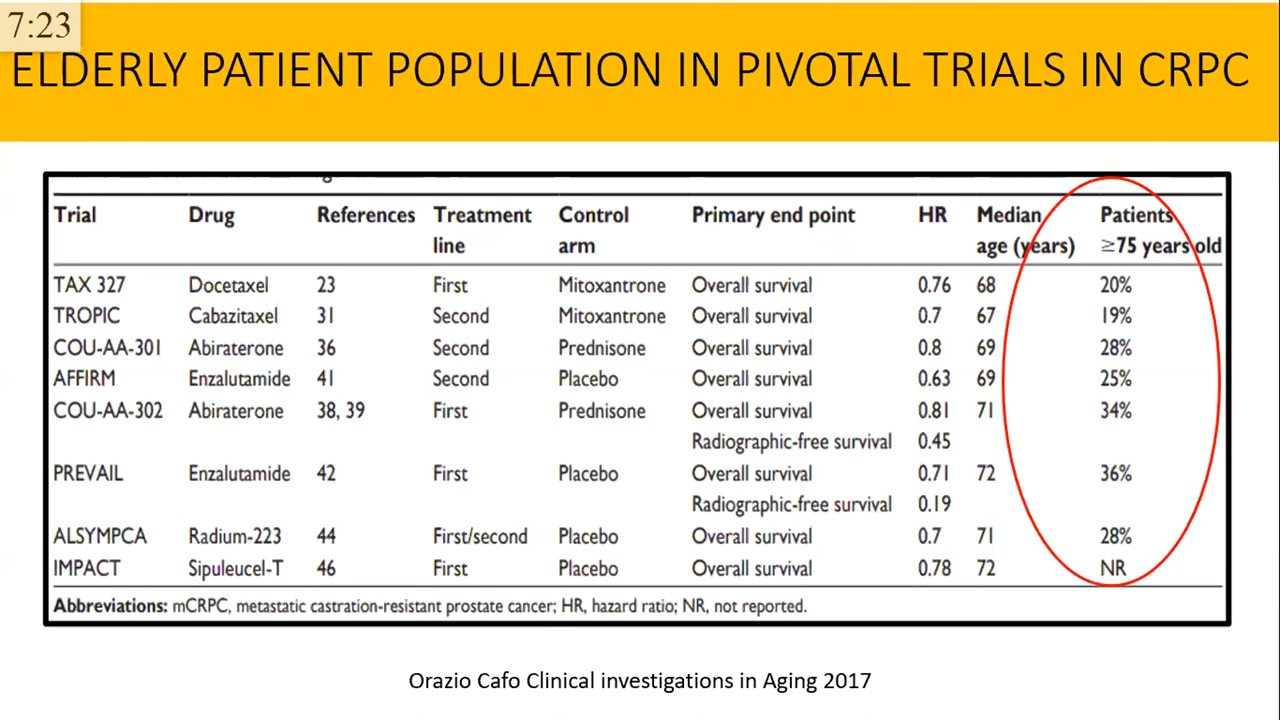 7:23
ELDERLY PATIENT POPULATION IN PIVOTAL TRIALS IN CRPC
Trial Drug References Treatment line Control arm Primary end point HR Median age (years) Patients ≥75 years old
TAX 327 Docetaxel 23 First Mitoxantrone Overall survival 0.76 68 20%
TROPIC Cabazitaxel 31 Second Mitoxantrone Overall survival 0.7 67 19%
COU-AA-301 Abiraterone 36 Second Prednisone Overall survival 0.8 69 28%
AFFIRM Enzalutamide 41 Second Placebo Overall survival 0.63 69 25%
COU-AA-302 Abiraterone 38, 39 First Prednisone Overall survival 0.81 71 34%
Radiographic-free survival 0.45
PREVAIL Enzalutamide 42 First Placebo Overall survival 0.71 72 36%
Radiographic-free survival 0.19
ALSYMPCA Radium-223 44 First/second Placebo Overall survival 0.7 71 28%
IMPACT Sipuleucel-T 46 First Placebo Overall survival 0.78 72 NR
Abbreviations: mCRPC, metastatic castration-resistant prostate cancer; HR, hazard ratio; NR, not reported.
Orazio Cafo Clinical investigations in Aging 2017